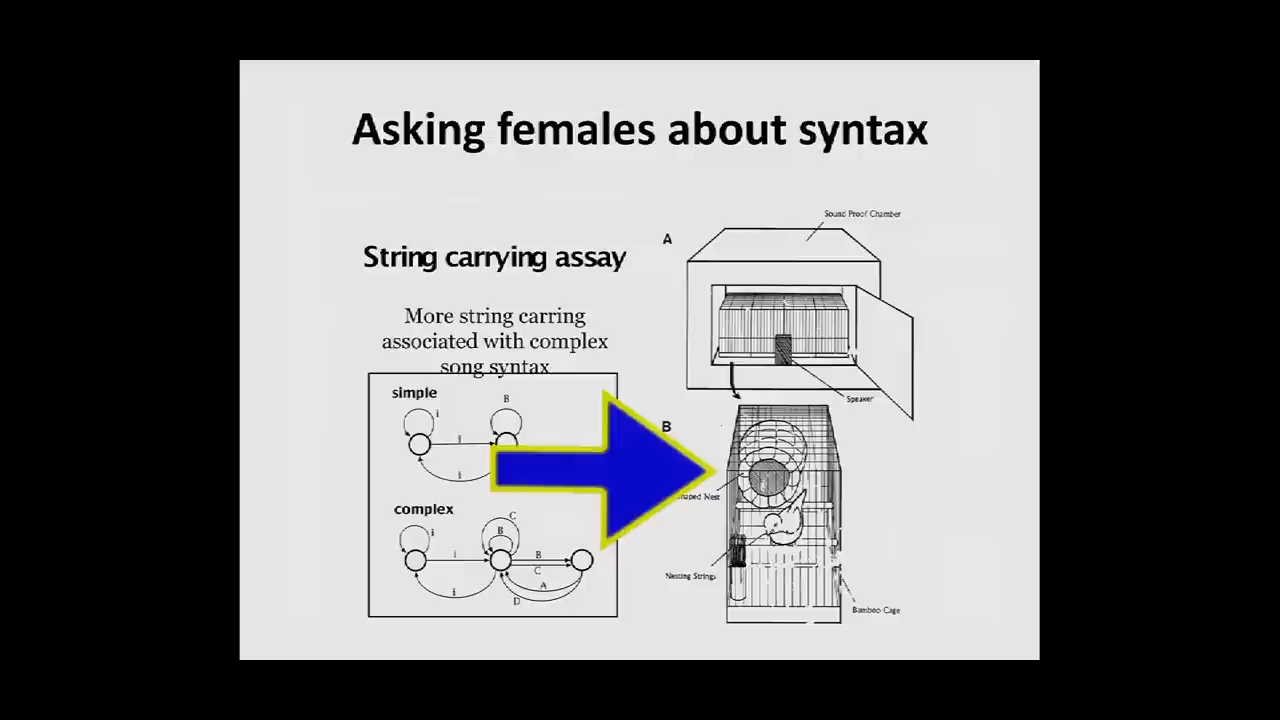 Asking females about syntax
String carrying assay
More string carring
associated with complex
song syntax
simple
i
B
i
i
complex
i
i
C
B
B
C
A
D
i
A
Sound Proof Chamber
Speaker
B
Nest
Nesting Strings
Bamboo Cage